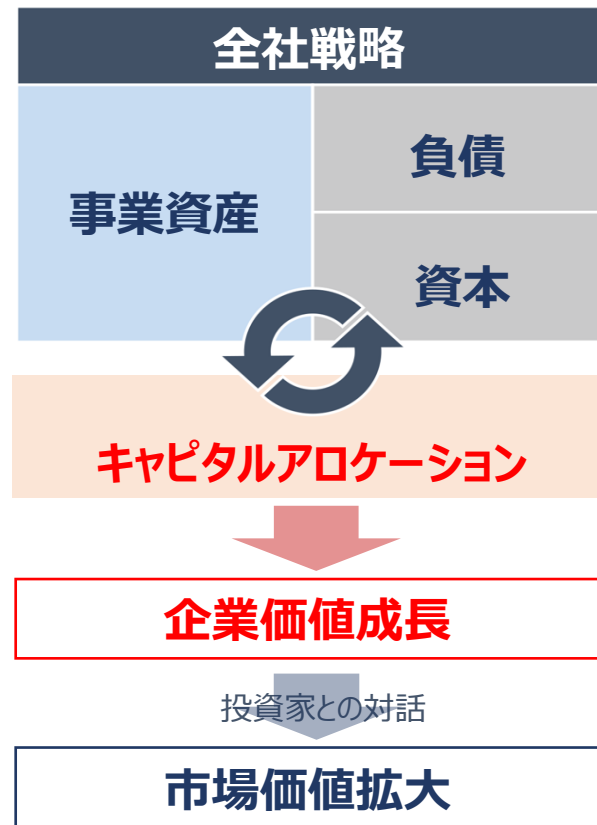 全社戦略
事業資産
負債
資本
キャピタルアロケーション
企業価値成長
投資家との対話
市場価値拡大